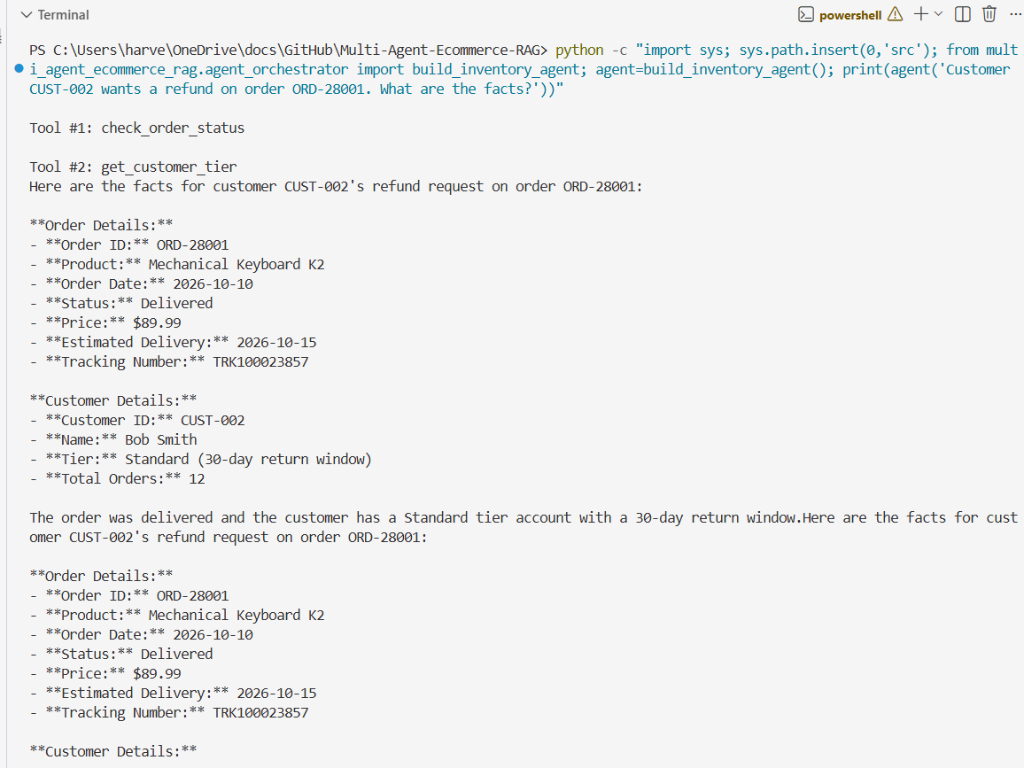 Terminal
powershell
PS C:\Users\harve\OneDrive\docs\GitHub\Multi-Agent-Ecommerce-RAG> python -c "import sys; sys.path.insert(0,'src'); from mult
i_agent_ecommerce_rag.agent_orchestrator import build_inventory_agent; agent=build_inventory_agent(); print(agent('Customer
CUST-002 wants a refund on order ORD-28001. What are the facts?'))"
Tool #1: check_order_status
Tool #2: get_customer_tier
Here are the facts for customer CUST-002's refund request on order ORD-28001:
**Order Details:**
- **Order ID:** ORD-28001
- **Product:** Mechanical Keyboard K2
- **Order Date:** 2026-10-10
- **Status:** Delivered
- **Price:** $89.99
- **Estimated Delivery:** 2026-10-15
- **Tracking Number:** TRK100023857
**Customer Details:**
- **Customer ID:** CUST-002
- **Name:** Bob Smith
- **Tier:** Standard (30-day return window)
- **Total Orders:** 12
The order was delivered and the customer has a Standard tier account with a 30-day return window.Here are the facts for cust
omer CUST-002's refund request on order ORD-28001:
**Order Details:**
- **Order ID:** ORD-28001
- **Product:** Mechanical Keyboard K2
- **Order Date:** 2026-10-10
- **Status:** Delivered
- **Price:** $89.99
- **Estimated Delivery:** 2026-10-15
- **Tracking Number:** TRK100023857
**Customer Details:**